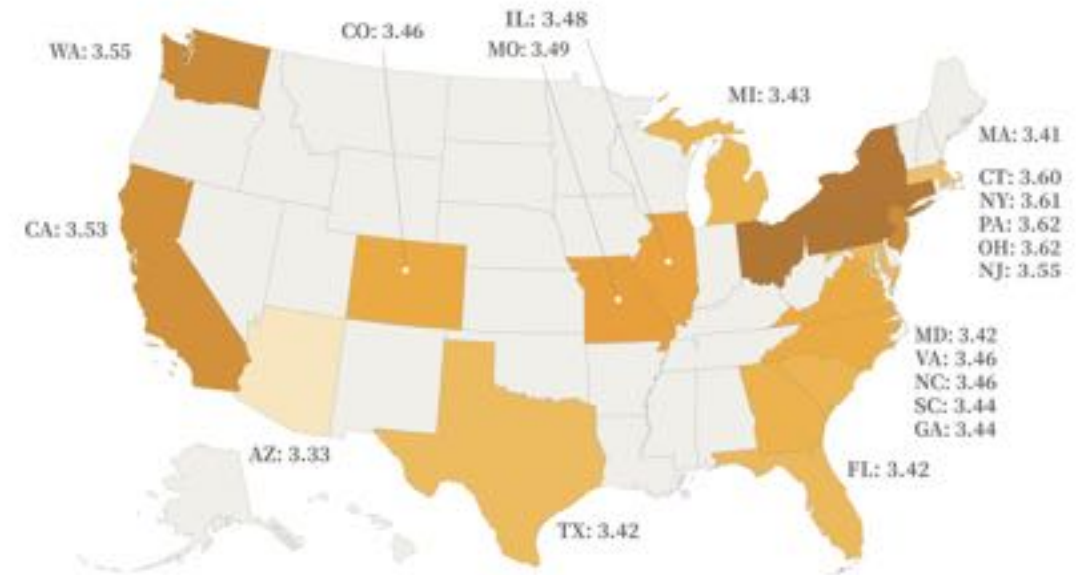 IL: 3.48
CO: 3.46
MO: 3.49
WA: 3.55
MI: 3.43
MA: 3.41
CT: 3.60
NY: 3.61
PA: 3.62
OH: 3.62
NJ: 3.55
CA: 3.53
MD: 3.42
VA: 3.46
NC: 3.46
SC: 3.44
GA: 3.44
AZ: 3.33
FL: 3.42
TX: 3.42